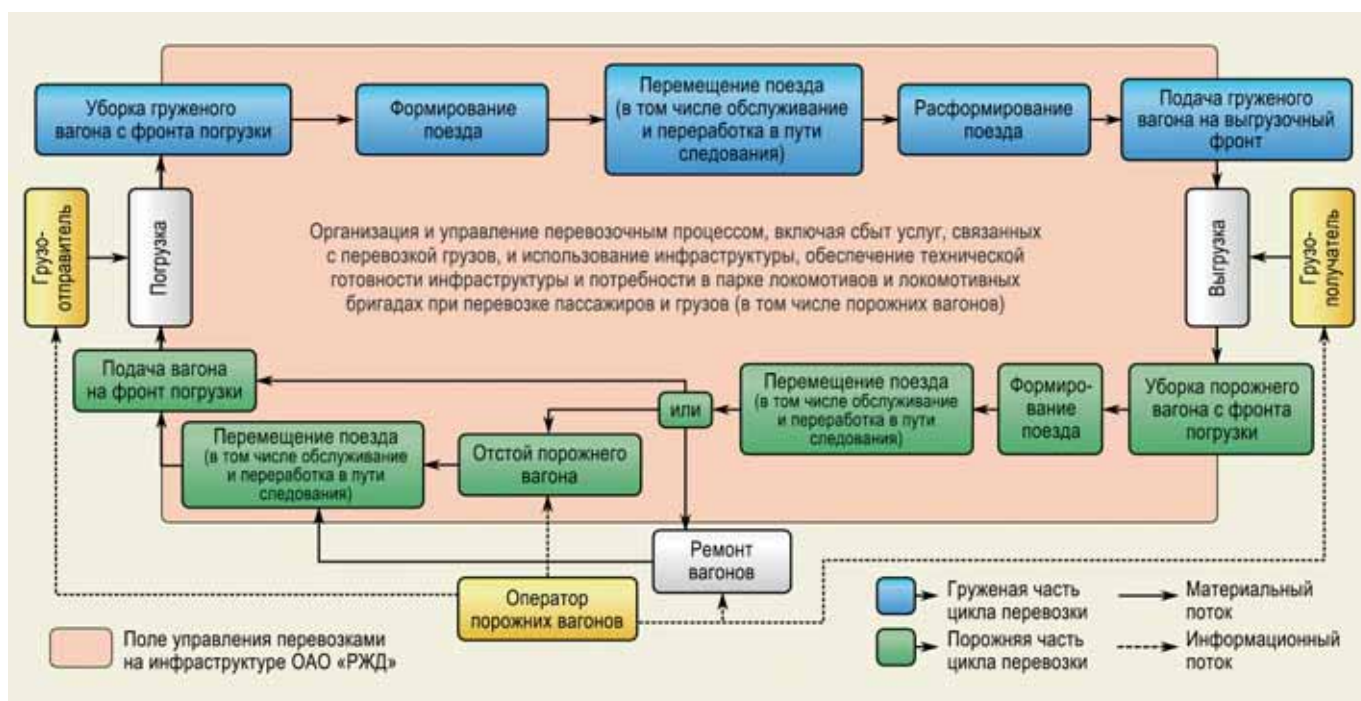 Уборка груженого
вагона с фронта погрузки
Формирование
поезда
Перемещение поезда
(в том числе обслуживание
и переработка в пути
следования)
Расформирование
поезда
Подача груженого
вагона на выгрузочный
фронт
Грузо-
отправитель
Погрузка
Организация и управление перевозочным процессом, включая сбыт услуг, связанных
с перевозкой грузов, и использование инфраструктуры, обеспечение технической
готовности инфраструктуры и потребности в парке локомотивов и локомотивных
бригадах при перевозке пассажиров и грузов (в том числе порожних вагонов)
Выгрузка
Грузо-
получатель
Подача вагона
на фронт погрузки
или
Перемещение поезда
(в том числе обслуживание
и переработка в пути
следования)
Формиро-
вание
поезда
Уборка порожнего
вагона с фронта
погрузки
Перемещение поезда
(в том числе обслуживание
и переработка в пути
следования)
Отстой порожнего
вагона
Ремонт
вагонов
Оператор
порожних вагонов
Поле управления перевозками
на инфраструктуре ОАО «РЖД»
Груженая часть
цикла перевозки
Материальный
поток
Порожняя часть
цикла перевозки
Информационный
поток